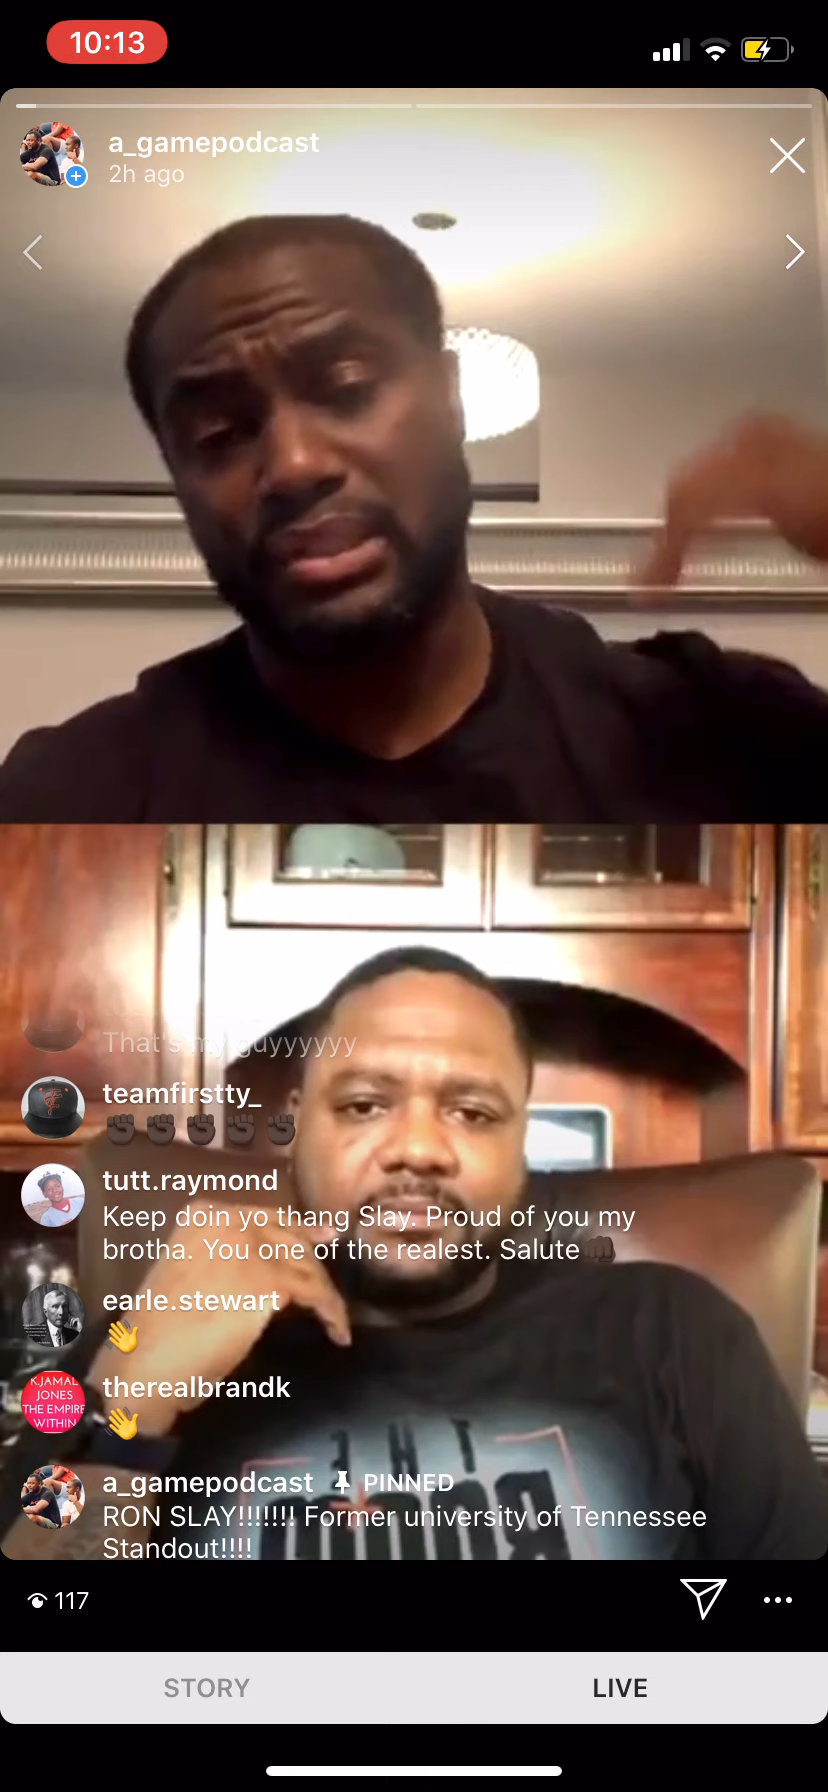 10:13
a_gamepodcast
2h ago
That's my guyyyyyy
teamfirstty_
✊🏿✊🏿✊🏿✊🏿✊🏿
tutt.raymond
Keep doin yo thang Slay. Proud of you my
brotha. You one of the realest. Salute👊🏿
earle.stewart
👋
K.JAMAL
JONES
THE EMPIRE
WITHIN
therealbrandk
👋
a_gamepodcast PINNED
RON SLAY!!!!!!! Former university of Tennessee
Standout!!!!
THE
117
STORY
LIVE